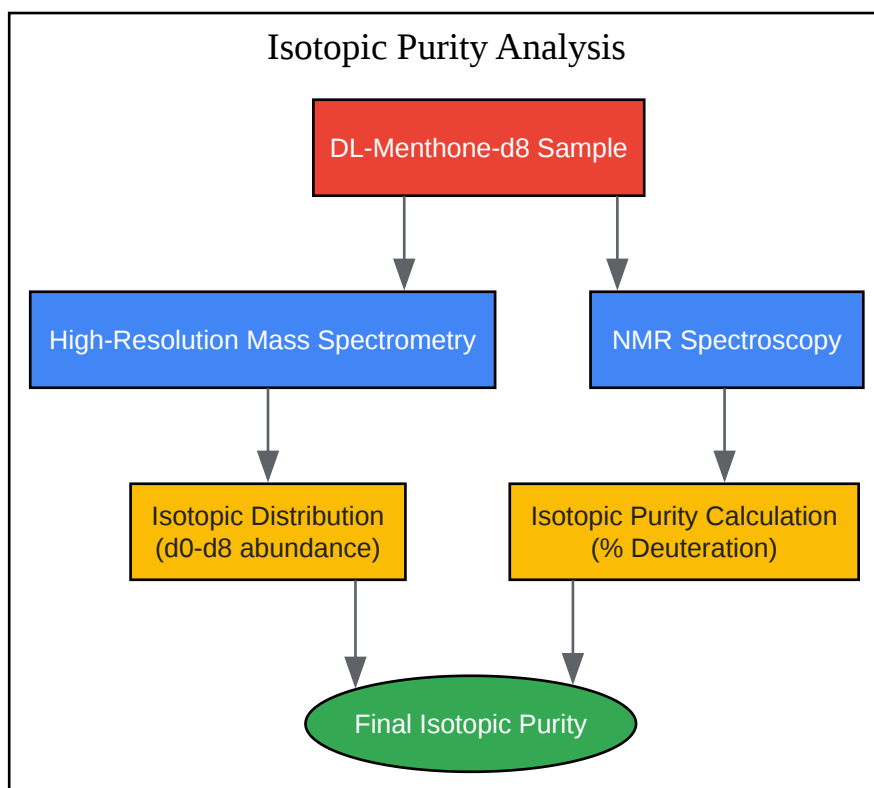 Isotopic Purity Analysis
DL-Menthone-d8 Sample
High-Resolution Mass Spectrometry
NMR Spectroscopy
Isotopic Distribution
(d0-d8 abundance)
Isotopic Purity Calculation
(% Deuteration)
Final Isotopic Purity